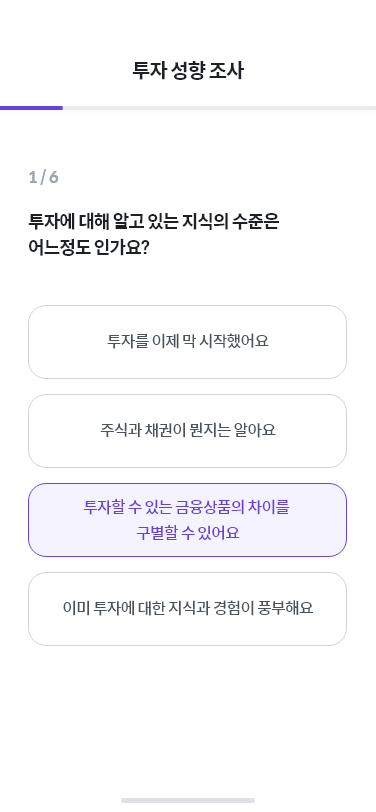 투자 성향 조사
1 / 6
투자에 대해 알고 있는 지식의 수준은
어느정도 인가요?
투자를 이제 막 시작했어요
주식과 채권이 뭔지는 알아요
투자할 수 있는 금융상품의 차이를
구별할 수 있어요
이미 투자에 대한 지식과 경험이 풍부해요